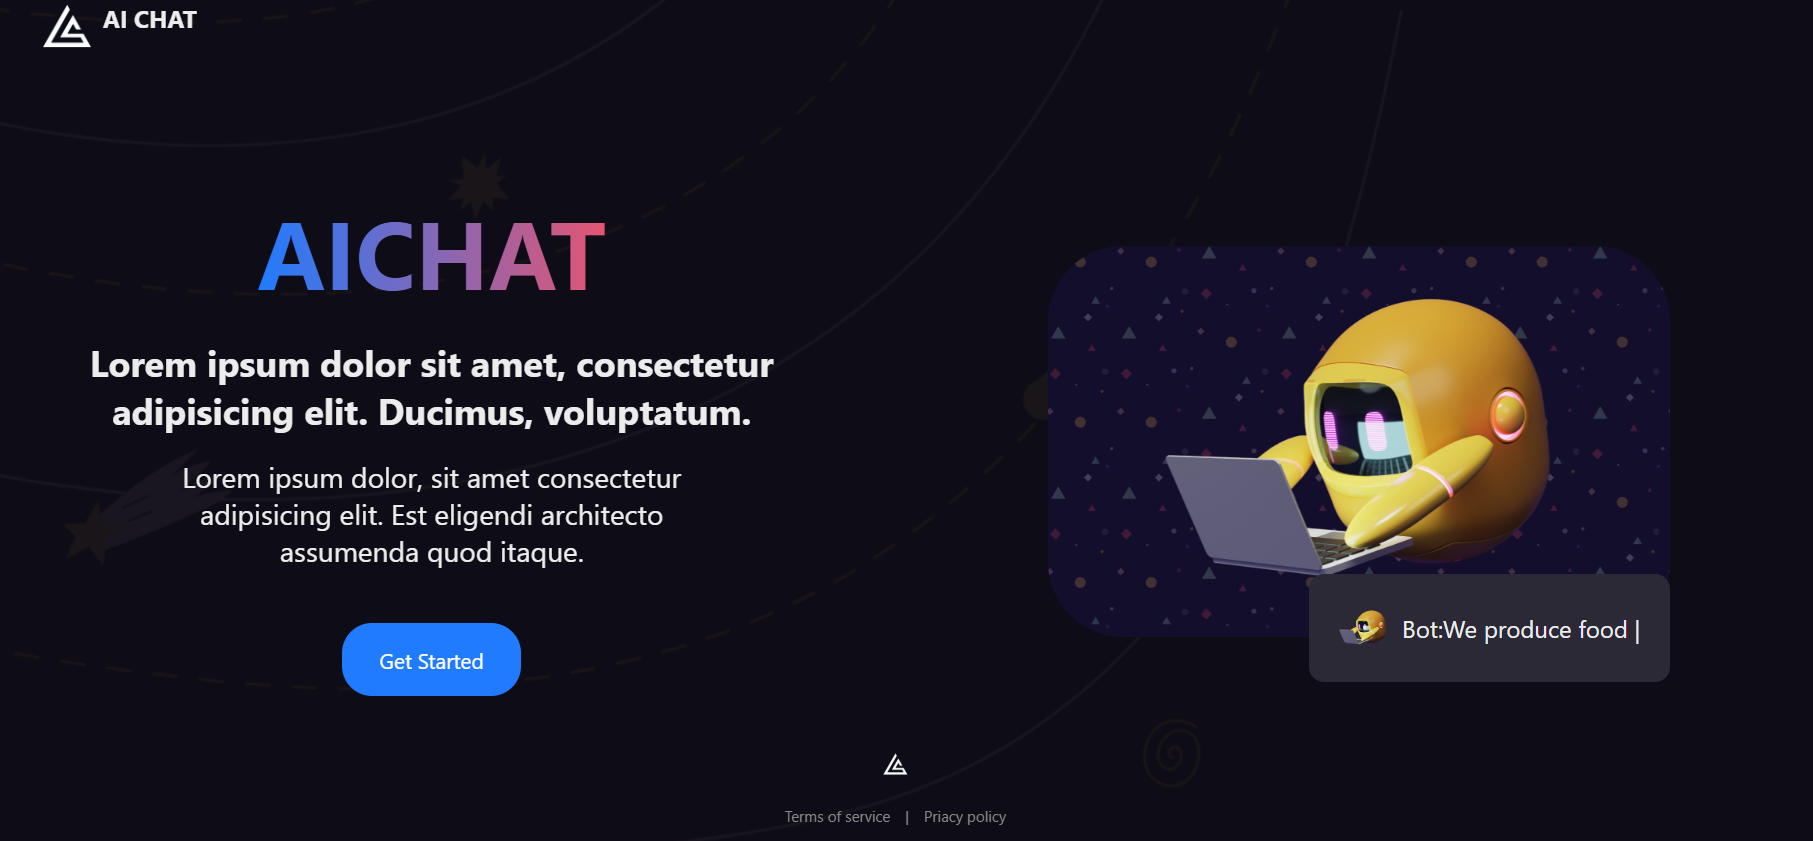 AI CHAT
AICHAT
Lorem ipsum dolor sit amet, consectetur
adipisicing elit. Ducimus, voluptatum.
Lorem ipsum dolor, sit amet consectetur
adipisicing elit. Est eligendi architecto
assumenda quod itaque.
Get Started
Bot:We produce food |
Terms of service | Priacy policy